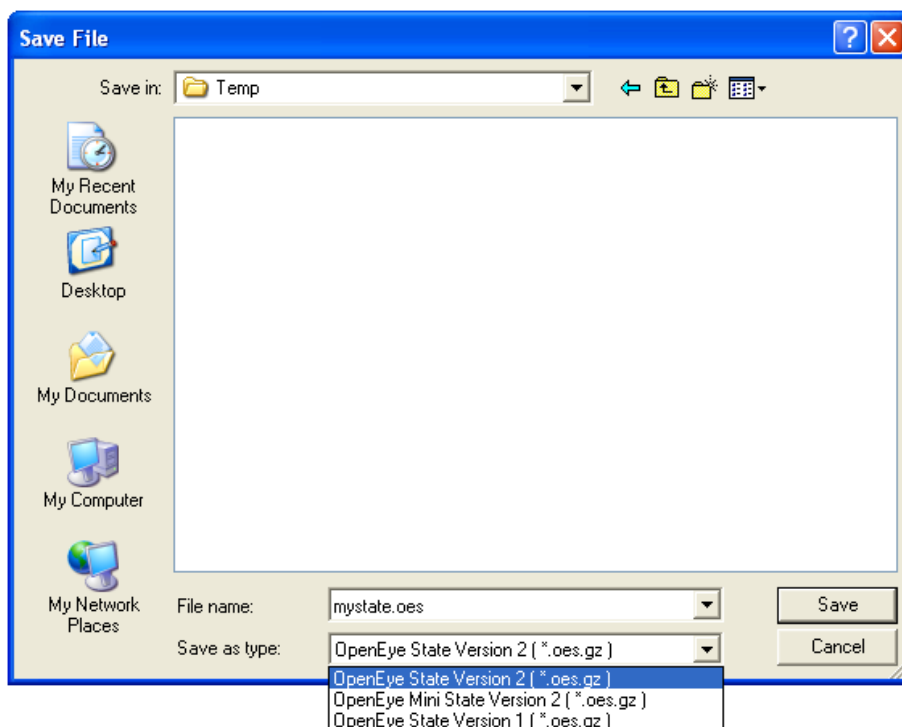 Save File
Save in:
Temp
My Recent
Documents
Desktop
My Documents
My Computer
My Network
Places
File name:
mystate.oes
Save
Save as type:
OpenEye State Version 2 ( *.oes.gz )
Cancel
OpenEye State Version 2 ( *.oes.gz )
OpenEye Mini State Version 2 ( *.oes.gz )
OpenEye State Version 1 ( *.oes.gz )